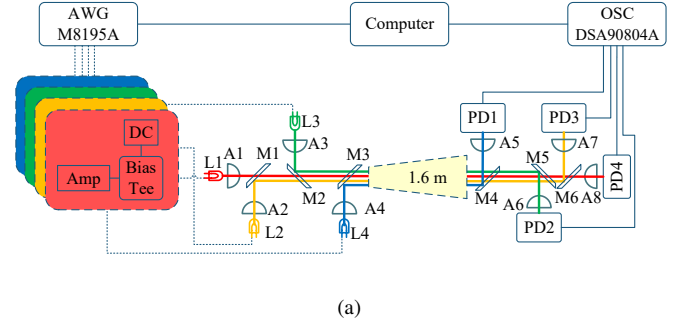 AWG
M8195A
Computer
OSC
DSA90804A
DC
Amp
Bias
Tee
L1
A1
M1
L3
A3
M3
M2
A2
L2
A4
L4
1.6 m
PD1
A5
PD3
A7
M5
PD4
M4
A6
M6
A8
PD2
(a)